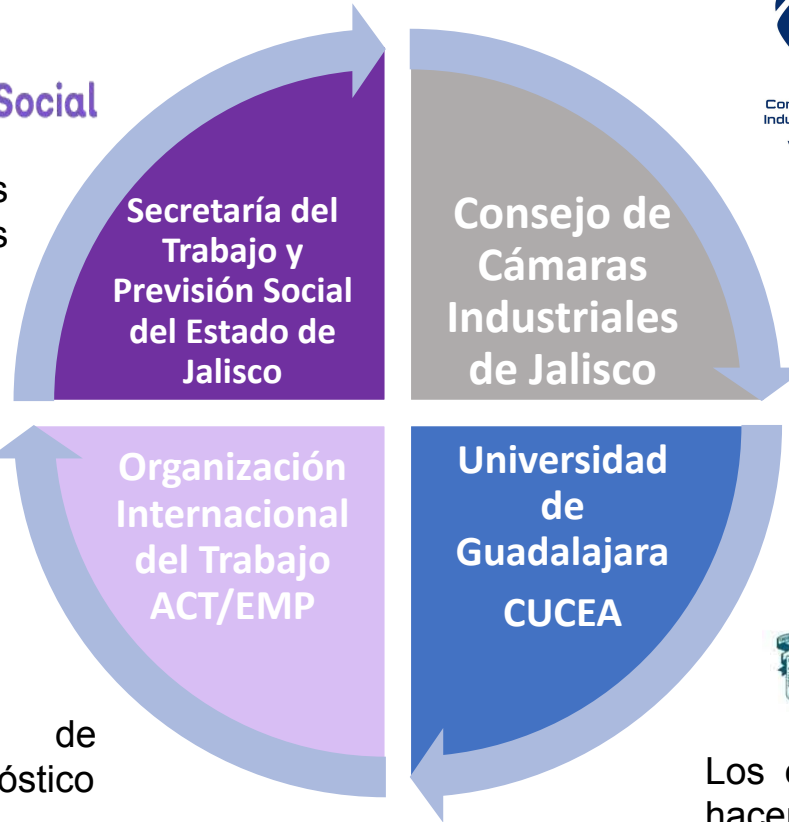 Social
Secretaría del
Trabajo y
Previsión Social
del Estado de
Jalisco
Consejo de
Cámaras
Industriales
de Jalisco
Organización
Internacional
del Trabajo
ACT/EMP
Universidad
de
Guadalajara
CUCEA
de
Los